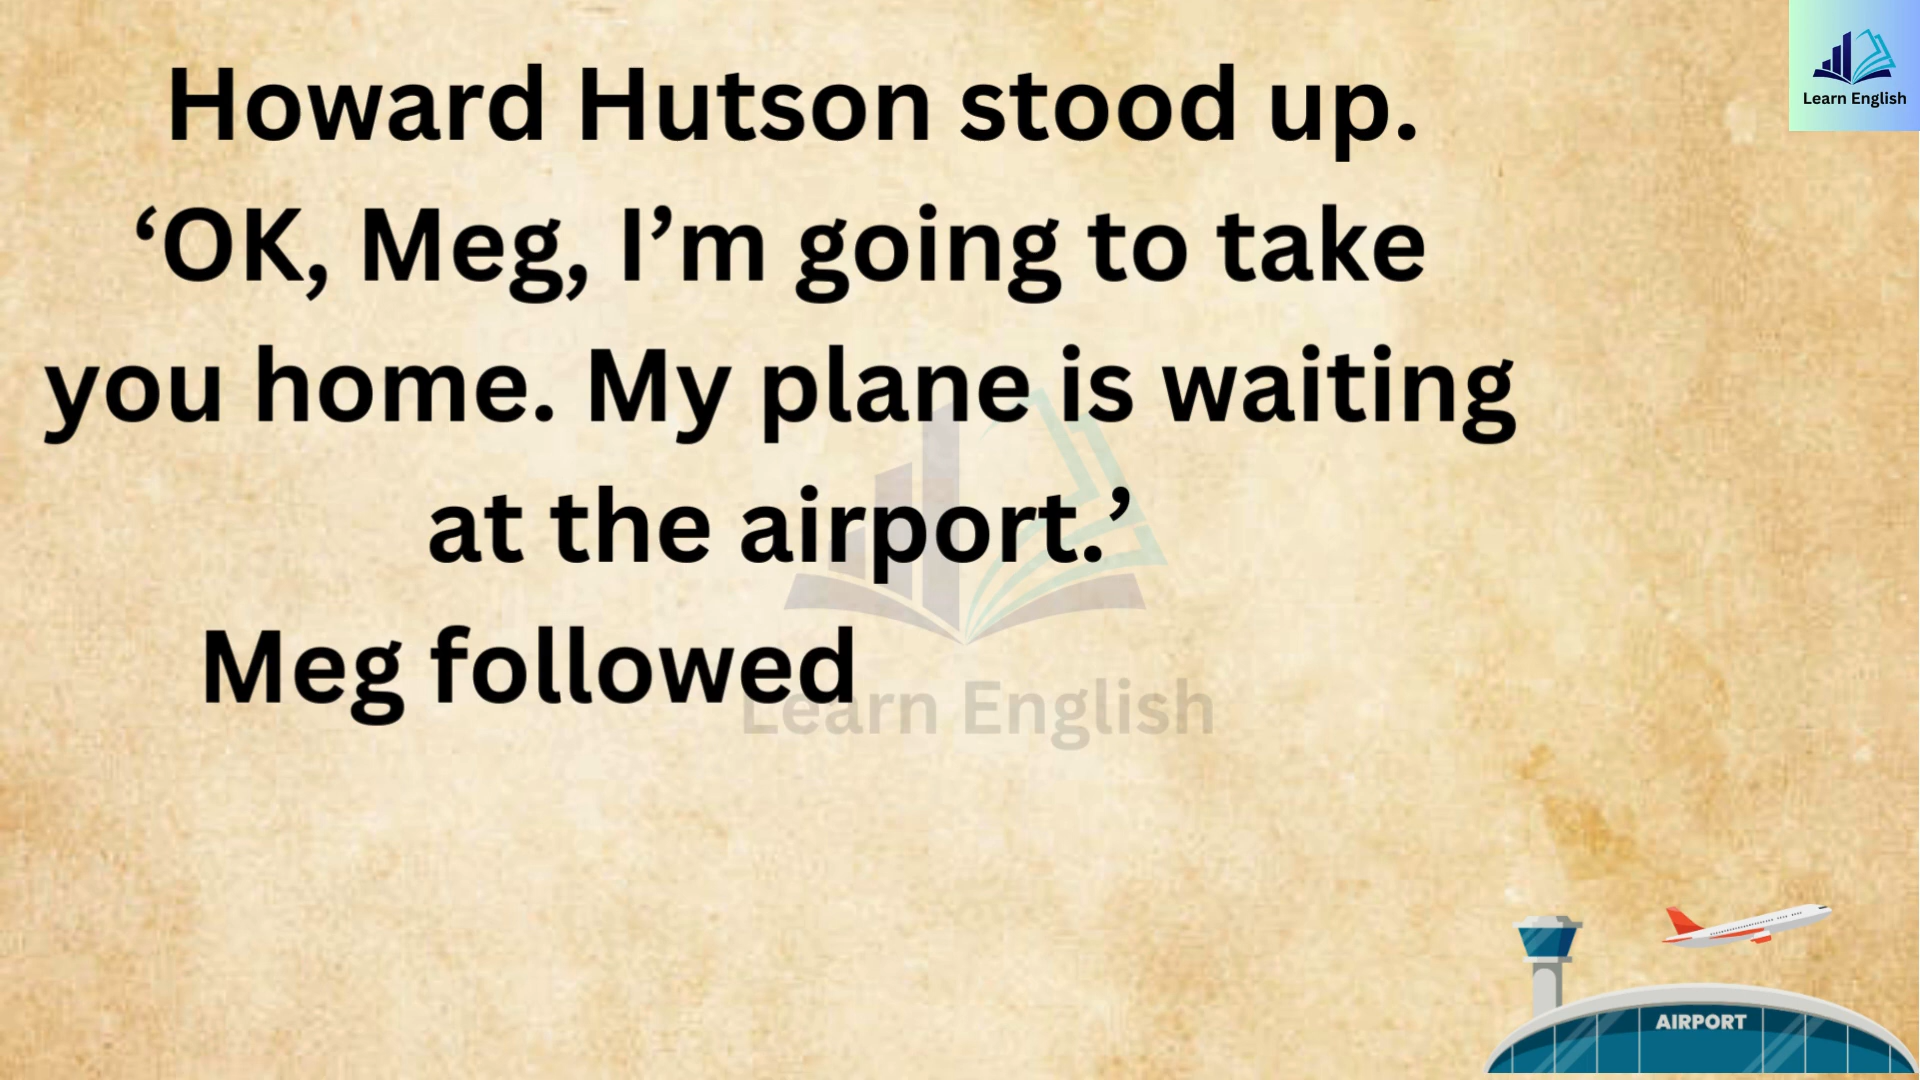 Howard Hutson stood up.
‘OK, Meg, I’m going to take
you home. My plane is waiting
at the airport.’
Meg followed
Learn English
Learn English
AIRPORT